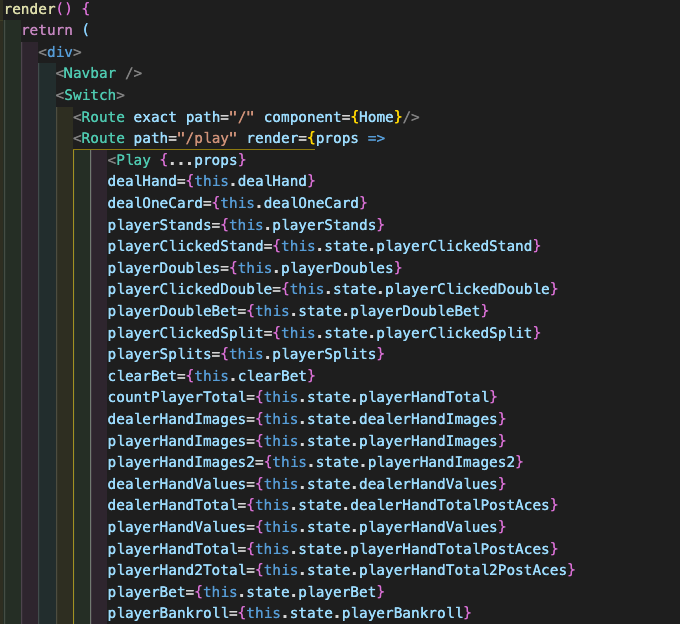 render() {
return (
<div>
<Navbar />
<Switch>
<Route exact path="/" component={Home}/>
<Route path="/play" render={props =>
<Play {...props}
dealHand={this.dealHand}
dealOneCard={this.dealOneCard}
playerStands={this.playerStands}
playerClickedStand={this.state.playerClickedStand}
playerDoubles={this.playerDoubles}
playerClickedDouble={this.state.playerClickedDouble}
playerDoubleBet={this.state.playerDoubleBet}
playerClickedSplit={this.state.playerClickedSplit}
playerSplits={this.playerSplits}
clearBet={this.clearBet}
countPlayerTotal={this.state.playerHandTotal}
dealerHandImages={this.state.dealerHandImages}
playerHandImages={this.state.playerHandImages}
playerHandImages2={this.state.playerHandImages2}
dealerHandValues={this.state.dealerHandValues}
dealerHandTotal={this.state.dealerHandTotalPostAces}
playerHandValues={this.state.playerHandValues}
playerHandTotal={this.state.playerHandTotalPostAces}
playerHand2Total={this.state.playerHandTotal2PostAces}
playerBet={this.state.playerBet}
playerBankroll={this.state.playerBankroll}